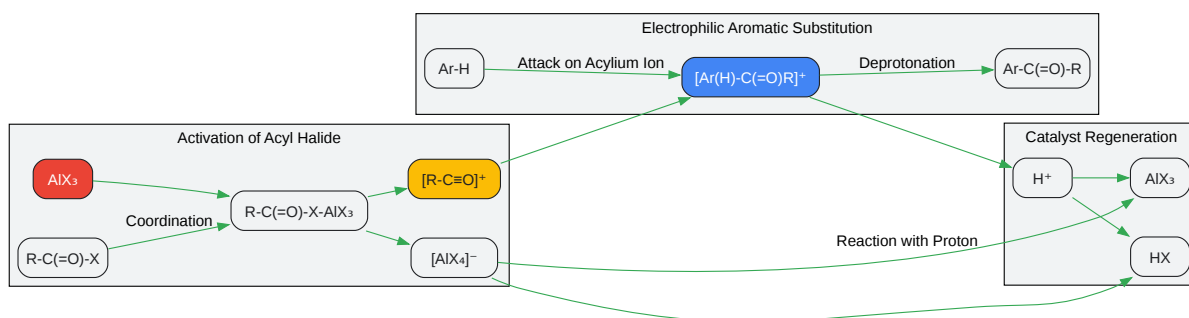 Electrophilic Aromatic Substitution
Ar-H
Attack on Acylium Ion
[Ar(H)-C(=O)R]⁺
Deprotonation
Ar-C(=O)-R
Activation of Acyl Halide
AlX₃
[R-C≡O]⁺
R-C(=O)-X-AlX₃
Coordination
R-C(=O)-X
[AlX₄]⁻
Catalyst Regeneration
H⁺
AlX₃
Reaction with Proton
HX